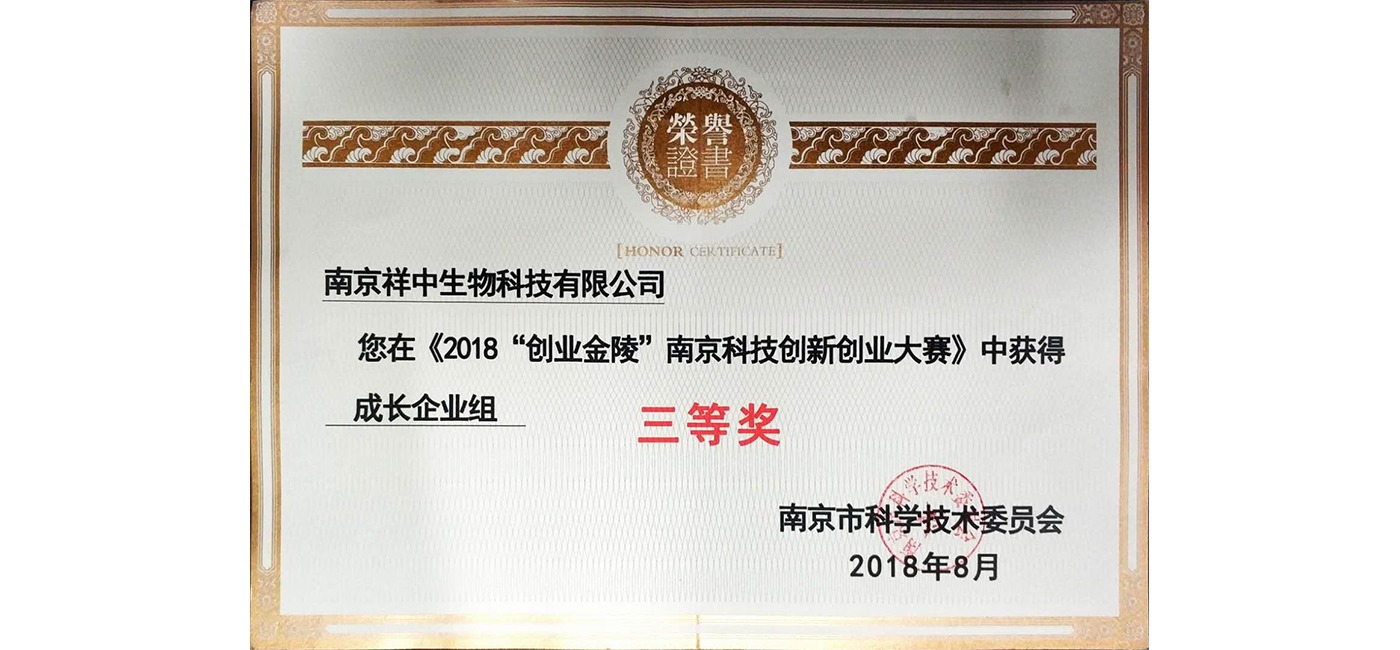 榮譽
證書
[HONOR CERTIFICATE]
南京祥中生物科技有限公司
您在《2018“创业金陵”南京科技创新创业大赛》中获得
成长企业组
三等奖
南京市科学技术委员会
2018年8月